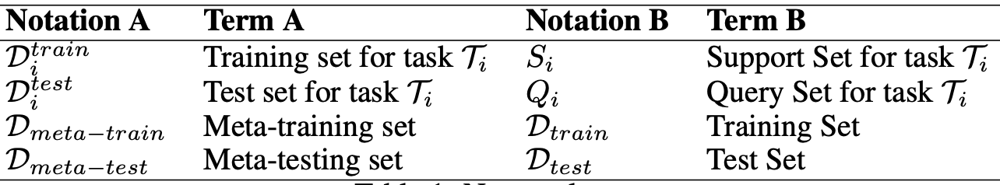 Notation A Term A Notation B Term B
𝒟_i^{train} Training set for task 𝒯_i S_i Support Set for task 𝒯_i
𝒟_i^{test} Test set for task 𝒯_i Q_i Query Set for task 𝒯_i
𝒟_{meta−train} Meta-training set 𝒟_{train} Training Set
𝒟_{meta−test} Meta-testing set 𝒟_{test} Test Set